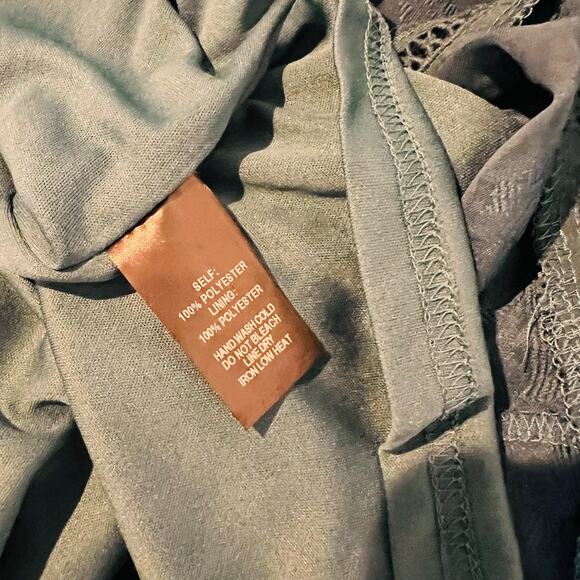 SELF:
100% POLYESTER
LINING:
100% POLYESTER
HAND WASH COLD
DO NOT BLEACH
LINE DRY
IRON LOW HEAT